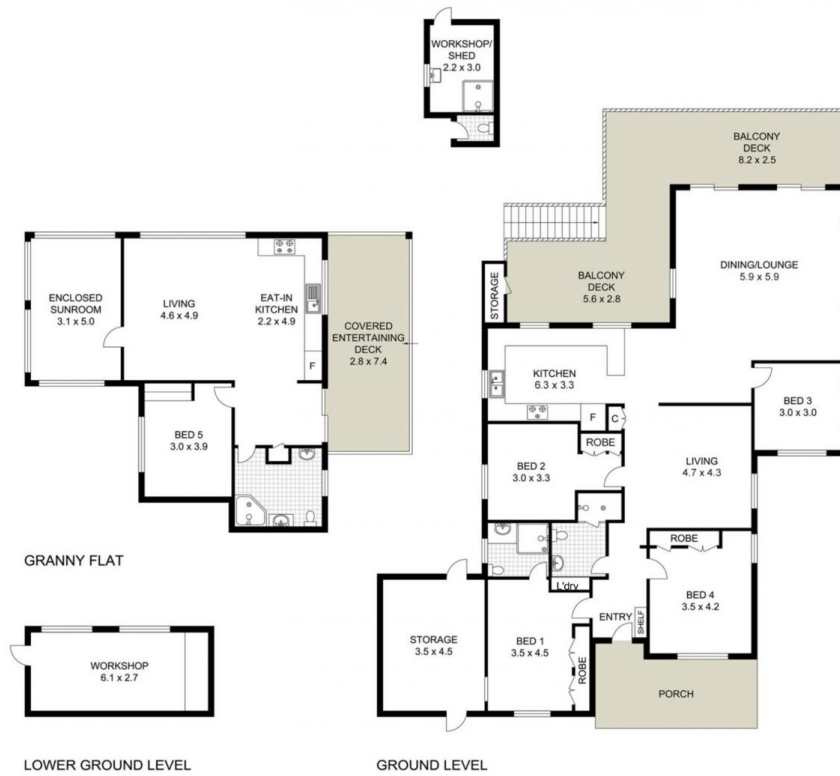 WORKSHOP/
SHED
2.2 x 3.0
BALCONY
DECK
8.2 x 2.5
ENCLOSED
SUNROOM
3.1 x 5.0
LIVING
4.6 x 4.9
EAT-IN
KITCHEN
2.2 x 4.9
F
COVERED
ENTERTAINING
DECK
2.8 x 7.4
BED 5
3.0 x 3.9
GRANNY FLAT
STORAGE
BALCONY
DECK
5.6 x 2.8
DINING/LOUNGE
5.9 x 5.9
KITCHEN
6.3 x 3.3
F
C
BED 3
3.0 x 3.0
ROBE
BED 2
3.0 x 3.3
LIVING
4.7 x 4.3
ROBE
BED 4
3.5 x 4.2
L'dry
STORAGE
3.5 x 4.5
BED 1
3.5 x 4.5
ROBE
ENTRY
SHELF
PORCH
WORKSHOP
6.1 x 2.7
LOWER GROUND LEVEL
GROUND LEVEL